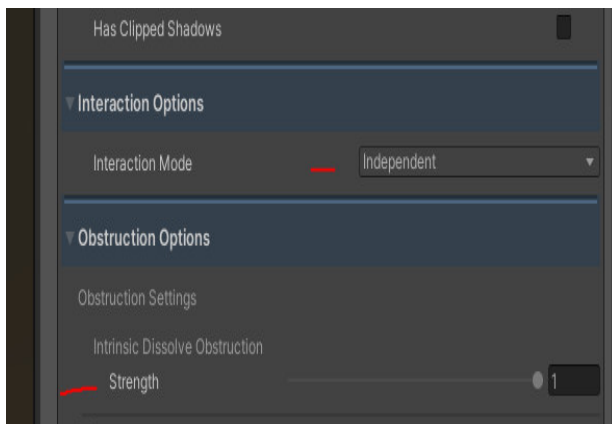 Has Clipped Shadows
Interaction Options
Interaction Mode Independent
Obstruction Options
Obstruction Settings
Intrinsic Dissolve Obstruction
Strength 1